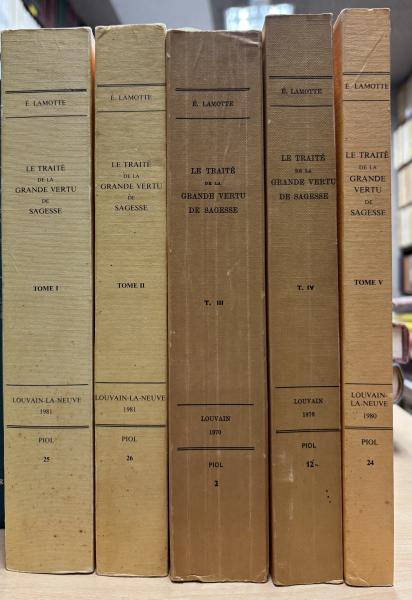 É. LAMOTTE
LE TRAITÉ
DE LA
GRANDE VERTU
DE
SAGESSE
TOME I
LOUVAIN-LA-NEUVE
1981
PIOL
25
É. LAMOTTE
LE TRAITÉ
DE LA
GRANDE VERTU
DE
SAGESSE
TOME II
LOUVAIN-LA-NEUVE
1981
PIOL
26
É. LAMOTTE
LE TRAITÉ
DE LA
GRANDE VERTU
DE SAGESSE
T. III
LOUVAIN
1970
PIOL
2
É. LAMOTTE
LE TRAITÉ
DE LA
GRANDE VERTU
DE SAGESSE
T. IV
LOUVAIN
1976
PIOL
12
É. LAMOTTE
LE TRAITÉ
DE LA
GRANDE
VERTU
DE
SAGESSE
TOME V
LOUVAIN-
LA-NEUVE
1980
PIOL
24